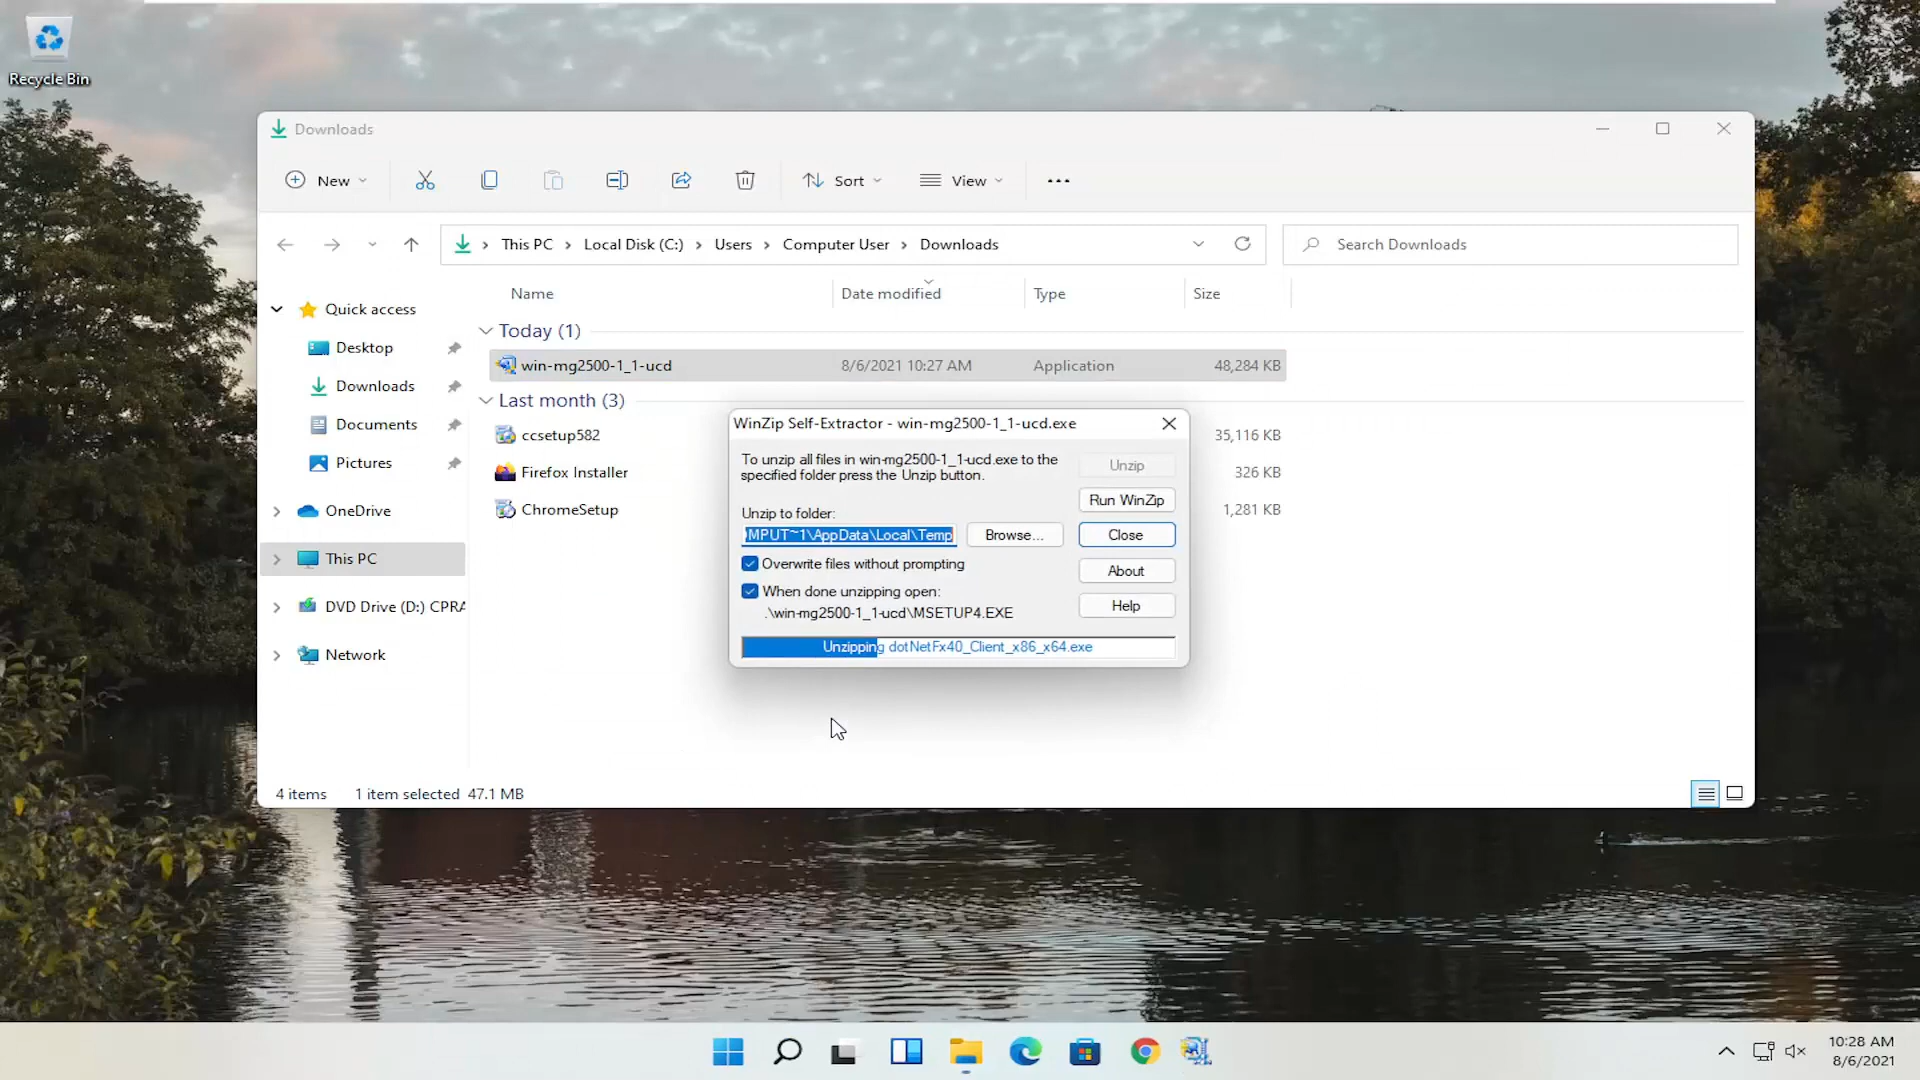 Recycle Bin
Downloads
New
Sort
View
This PC
Local Disk (C:)
Users
Computer User
Downloads
Search Downloads
Name
Date modified
Type
Size
Quick access
Desktop
Downloads
Documents
Pictures
OneDrive
This PC
DVD Drive (D:) CPRA
Network
Today (1)
win-mg2500-1_1-ucd 8/6/2021 10:27 AM Application 48,284 KB
Last month (3)
ccsetup582 35,116 KB
Firefox Installer 326 KB
ChromeSetup 1,281 KB
WinZip Self-Extractor - win-mg2500-1_1-ucd.exe
To unzip all files in win-mg2500-1_1-ucd.exe to the
specified folder press the Unzip button.
Unzip to folder:
MPUT~1\AppData\Local\Temp
Browse...
Overwrite files without prompting
When done unzipping open:
.\win-mg2500-1_1-ucd\MSETUP4.EXE
Unzip
Run WinZip
Close
About
Help
Unzipping dotNetFx40_Client_x86_x64.exe
4 items 1 item selected 47.1 MB
10:28 AM
8/6/2021